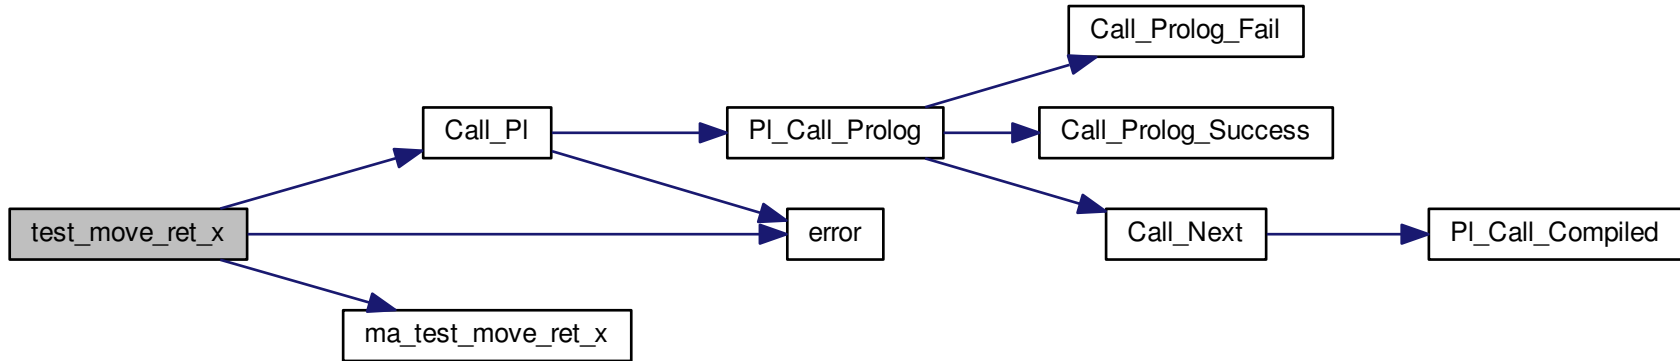 Call_Prolog_Fail
Call_Pl
Pl_Call_Prolog
Call_Prolog_Success
test_move_ret_x
error
Call_Next
Pl_Call_Compiled
ma_test_move_ret_x